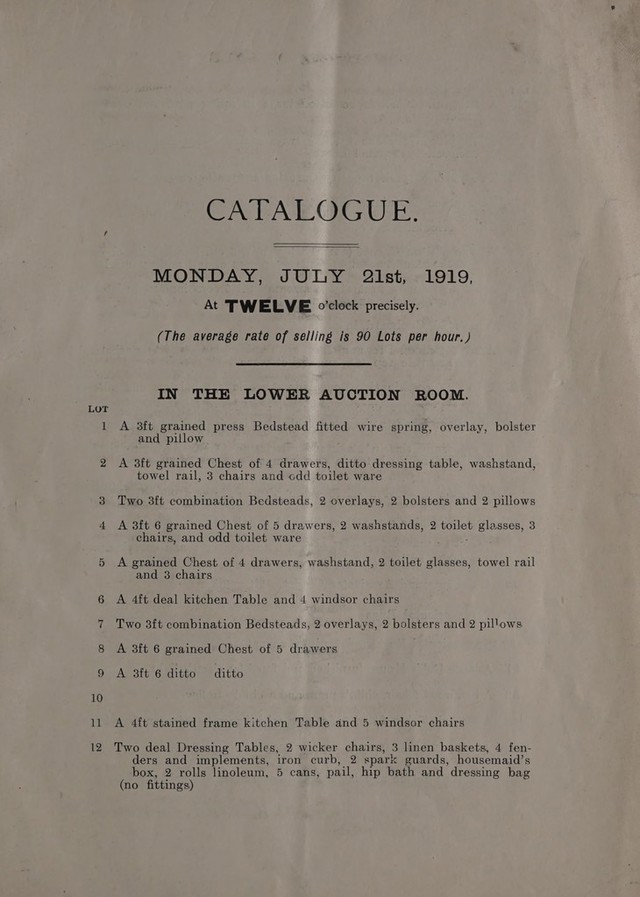 CATALOGUE.
MONDAY, JULY 21st, 1919,
At TWELVE o'clock precisely.
(The average rate of selling is 90 Lots per hour.)
IN THE LOWER AUCTION ROOM.
LOT
1 A 3ft grained press Bedstead fitted wire spring, overlay, bolster
and pillow
2 A 3ft grained Chest of 4 drawers, ditto dressing table, washstand,
towel rail, 3 chairs and odd toilet ware
3 Two 3ft combination Bedsteads, 2 overlays, 2 bolsters and 2 pillows
4 A 3ft 6 grained Chest of 5 drawers, 2 washstands, 2 toilet glasses, 3
chairs, and odd toilet ware
5 A grained Chest of 4 drawers, washstand, 2 toilet glasses, towel rail
and 3 chairs
6 A 4ft deal kitchen Table and 4 windsor chairs
7 Two 3ft combination Bedsteads, 2 overlays, 2 bolsters and 2 pillows
8 A 3ft 6 grained Chest of 5 drawers
9 A 3ft 6 ditto ditto
10
11 A 4ft stained frame kitchen Table and 5 windsor chairs
12 Two deal Dressing Tables, 2 wicker chairs, 3 linen baskets, 4 fen-
ders and implements, iron curb, 2 spark guards, housemaid's
box, 2 rolls linoleum, 5 cans, pail, hip bath and dressing bag
(no fittings)